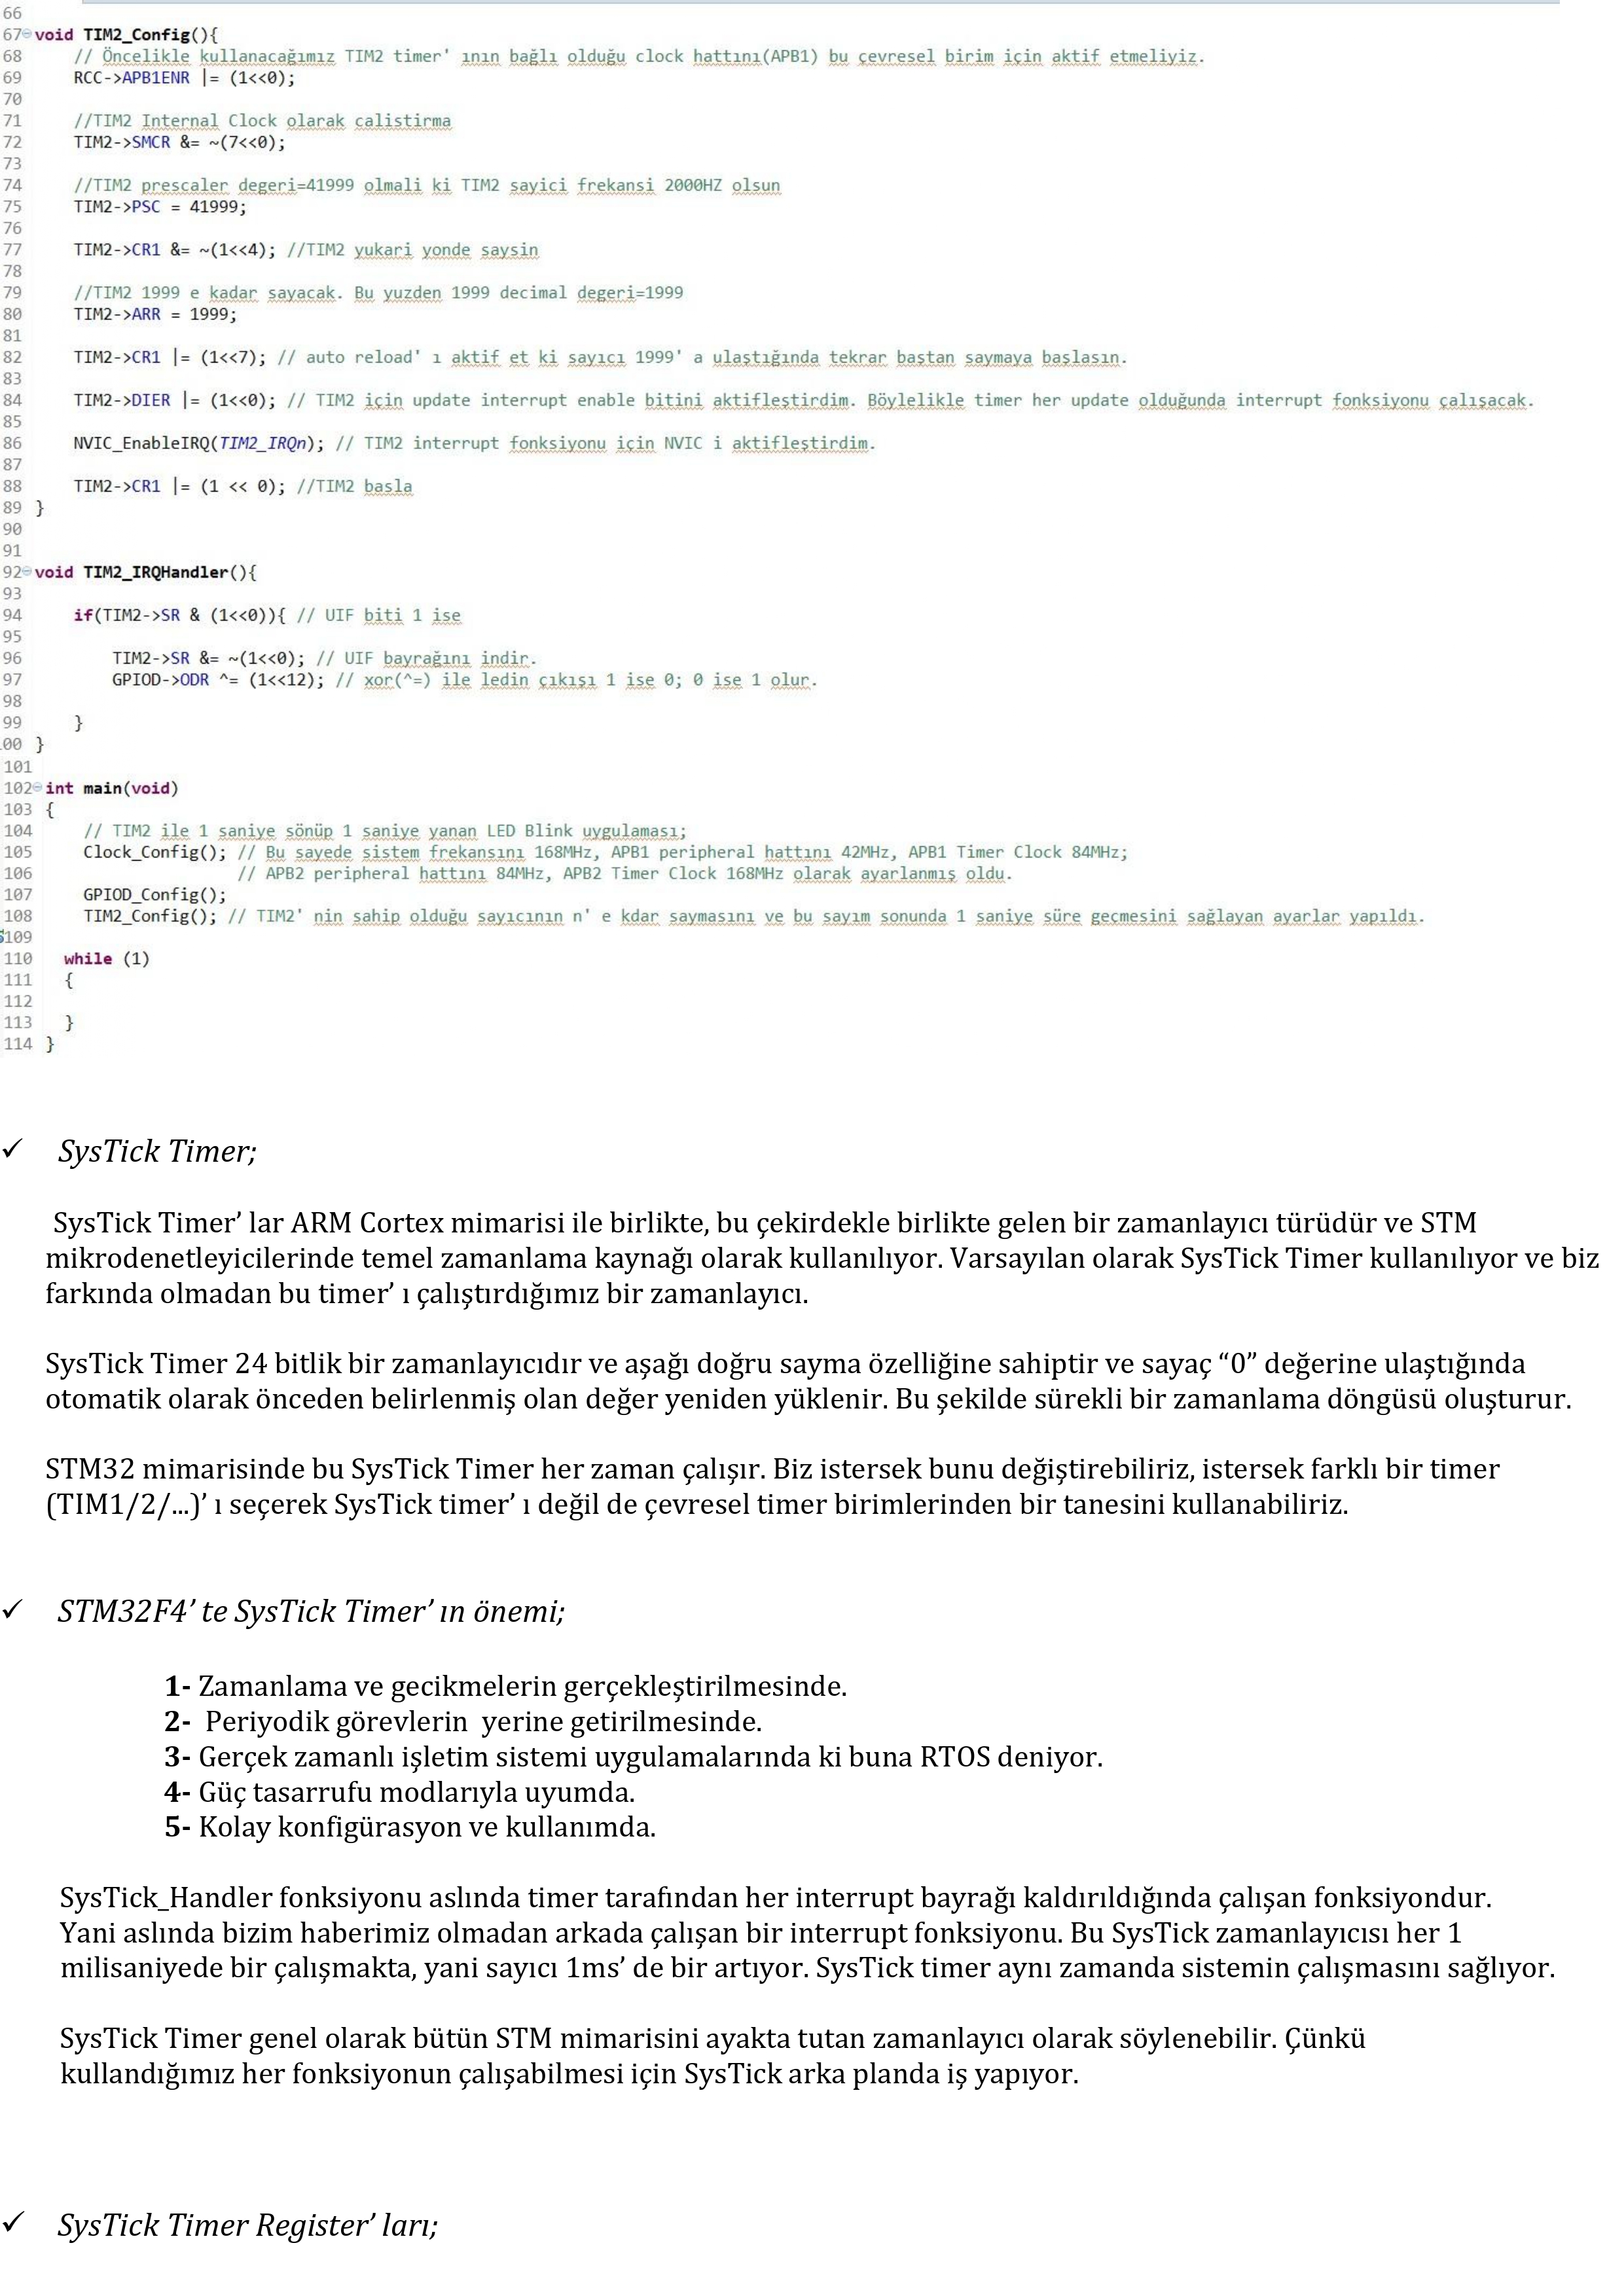 66
67 void TIM2_Config(){
68 // Öncelikle kullanacağımız TIM2 timer' ının bağlı olduğu clock hattını(APB1) bu çevresel birim için aktif etmeliyiz.
69 RCC->APB1ENR |= (1<<0);
70
71 //TIM2 Internal Clock olarak calistirma
72 TIM2->SMCR &= ~(7<<0);
73
74 //TIM2 prescaler degeri=41999 olmali ki TIM2 sayici frekansi 2000HZ olsun
75 TIM2->PSC = 41999;
76
77 TIM2->CR1 &= ~(1<<4); //TIM2 yukari yonde saysin
78
79 //TIM2 1999 e kadar sayacak. Bu yuzden 1999 decimal degeri=1999
80 TIM2->ARR = 1999;
81
82 TIM2->CR1 |= (1<<7); // auto reload' ı aktif et ki sayıcı 1999' a ulaştığında tekrar baştan saymaya başlasın.
83
84 TIM2->DIER |= (1<<0); // TIM2 için update interrupt enable bitini aktifleştirdim. Böylelikle timer her update olduğunda interrupt fonksiyonu çalışacak.
85
86 NVIC_EnableIRQ(TIM2_IRQn); // TIM2 interrupt fonksiyonu için NVIC i aktifleştirdim.
87
88 TIM2->CR1 |= (1 << 0); //TIM2 basla
89 }
90
91
92 void TIM2_IRQHandler(){
93
94 if(TIM2->SR & (1<<0)){ // UIF biti 1 ise
95
96 TIM2->SR &= ~(1<<0); // UIF bayrağını indir.
97 GPIOD->ODR ^= (1<<12); // xor(^=) ile ledin çıkışı 1 ise 0; 0 ise 1 olur.
98
99 }
00 }
101
102 int main(void)
103 {
104 // TIM2 ile 1 saniye sönüp 1 saniye yanan LED Blink uygulaması;
105 Clock_Config(); // Bu sayede sistem frekansını 168MHz, APB1 peripheral hattını 42MHz, APB1 Timer Clock 84MHz;
106 // APB2 peripheral hattını 84MHz, APB2 Timer Clock 168MHz olarak ayarlanmış oldu.
107 GPIOD_Config();
108 TIM2_Config(); // TIM2' nin sahip olduğu sayıcının n' e kdar saymasını ve bu sayım sonunda 1 saniye süre geçmesini sağlayan ayarlar yapıldı.
109
110 while (1)
111 {
112
113 }
114 }
✓ SysTick Timer;
SysTick Timer’ lar ARM Cortex mimarisi ile birlikte, bu çekirdekle birlikte gelen bir zamanlayıcı türüdür ve STM
mikrodenetleyicilerinde temel zamanlama kaynağı olarak kullanılıyor. Varsayılan olarak SysTick Timer kullanılıyor ve biz
farkında olmadan bu timer’ ı çalıştırdığımız bir zamanlayıcı.
SysTick Timer 24 bitlik bir zamanlayıcıdır ve aşağı doğru sayma özelliğine sahiptir ve sayaç “0” değerine ulaştığında
otomatik olarak önceden belirlenmiş olan değer yeniden yüklenir. Bu şekilde sürekli bir zamanlama döngüsü oluşturur.
STM32 mimarisinde bu SysTick Timer her zaman çalışır. Biz istersek bunu değiştirebiliriz, istersek farklı bir timer
(TIM1/2/...)’ ı seçerek SysTick timer’ ı değil de çevresel timer birimlerinden bir tanesini kullanabiliriz.
✓ STM32F4’ te SysTick Timer’ ın önemi;
1- Zamanlama ve gecikmelerin gerçekleştirilmesinde.
2- Periyodik görevlerin yerine getirilmesinde.
3- Gerçek zamanlı işletim sistemi uygulamalarında ki buna RTOS deniyor.
4- Güç tasarrufu modlarıyla uyumda.
5- Kolay konfigürasyon ve kullanımda.
SysTick_Handler fonksiyonu aslında timer tarafından her interrupt bayrağı kaldırıldığında çalışan fonksiyondur.
Yani aslında bizim haberimiz olmadan arkada çalışan bir interrupt fonksiyonu. Bu SysTick zamanlayıcısı her 1
milisaniyede bir çalışmakta, yani sayıcı 1ms’ de bir artıyor. SysTick timer aynı zamanda sistemin çalışmasını sağlıyor.
SysTick Timer genel olarak bütün STM mimarisini ayakta tutan zamanlayıcı olarak söylenebilir. Çünkü
kullandığımız her fonksiyonun çalışabilmesi için SysTick arka planda iş yapıyor.
✓ SysTick Timer Register’ ları;